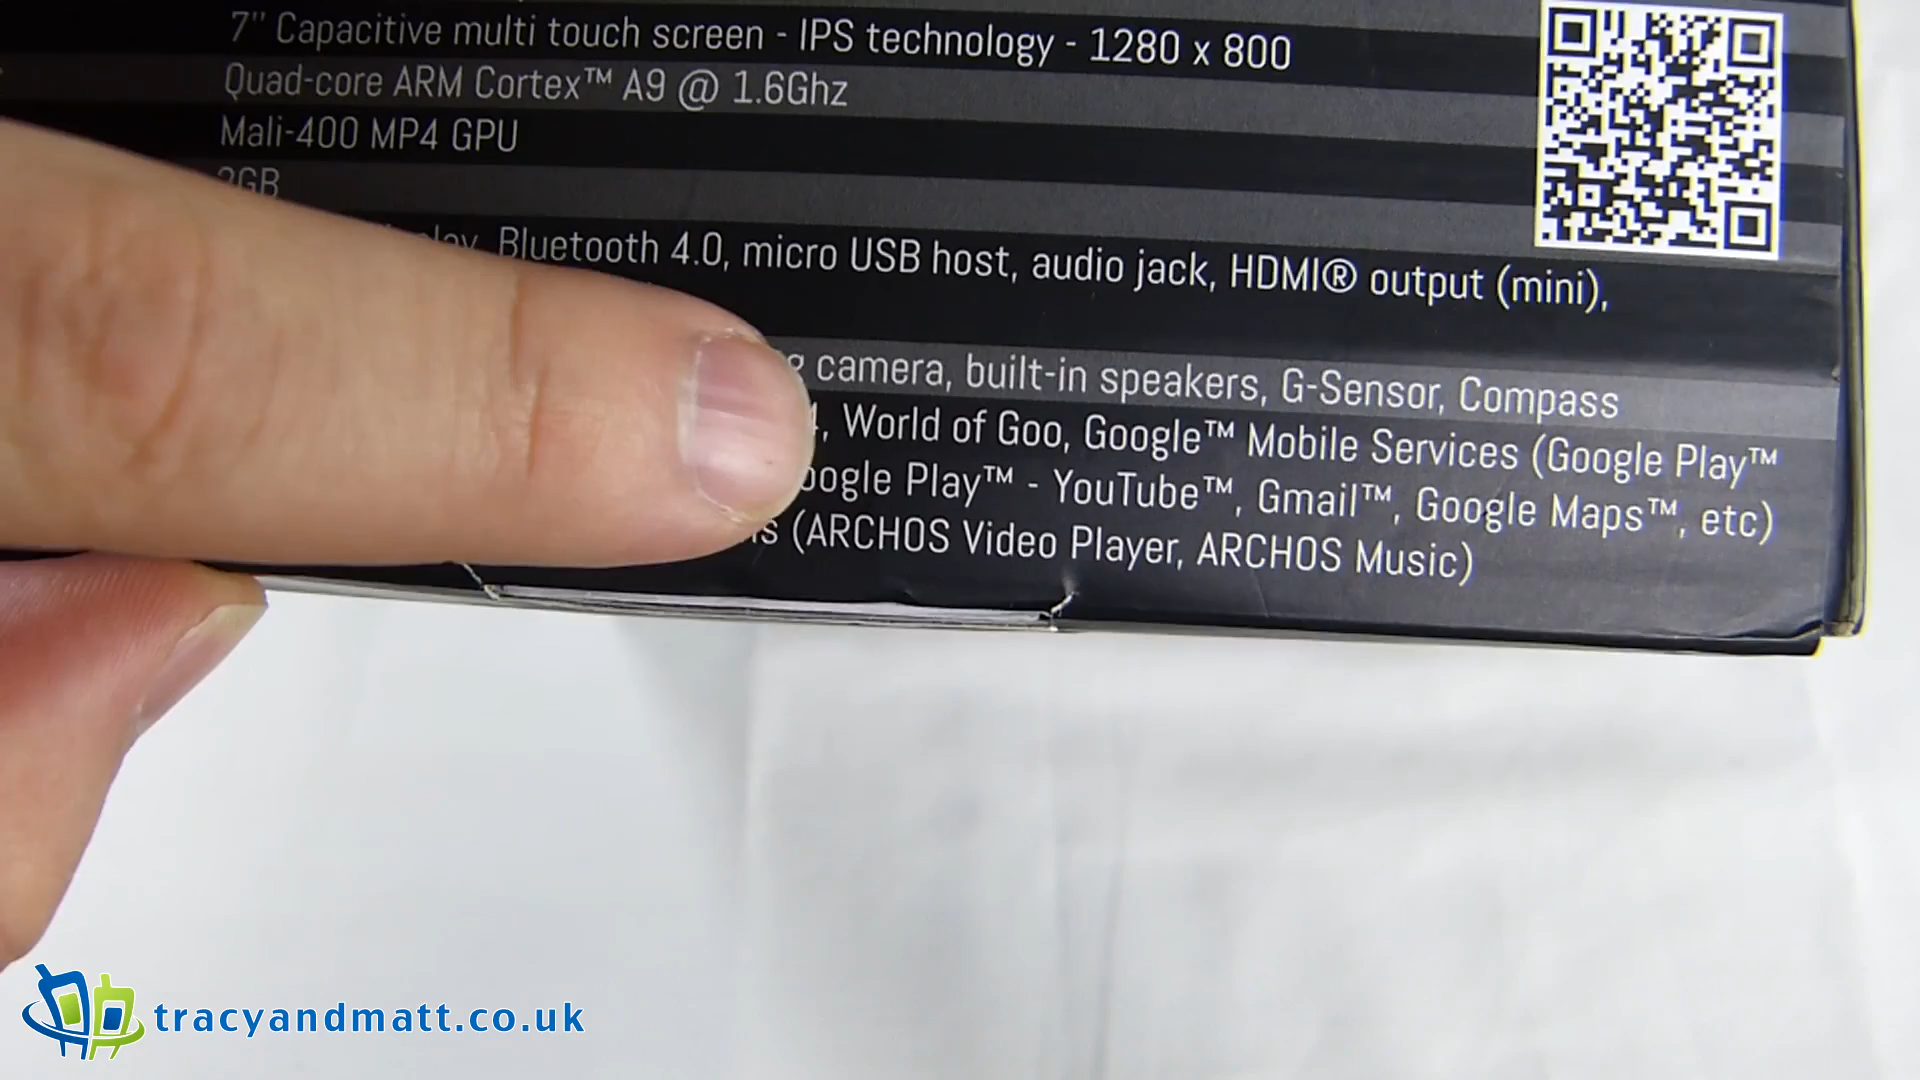 7" Capacitive multi touch screen - IPS technology - 1280 x 800
Quad-core ARM Cortex™ A9 @ 1.6Ghz
Mali-400 MP4 GPU
2GB
Bluetooth 4.0, micro USB host, audio jack, HDMI® output (mini),
camera, built-in speakers, G-Sensor, Compass
World of Goo, Google™ Mobile Services (Google Play™
Play™ - YouTube™, Gmail™, Google Maps™, etc)
(ARCHOS Video Player, ARCHOS Music)
tracyandmatt.co.uk